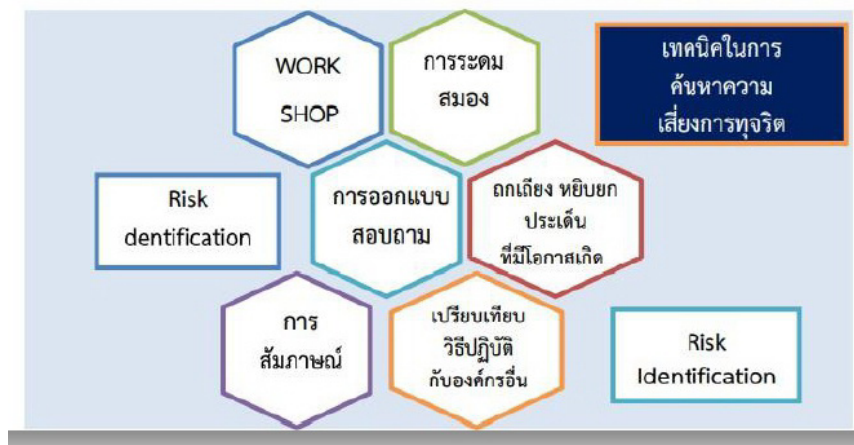 WORK
SHOP
การระดม
สมอง
เทคนิคในการ
ค้นหาความ
เสี่ยงการทุจริต
Risk
dentification
การออกแบบ
สอบถาม
ถกเถียง หยิบยก
ประเด็น
ที่มีโอกาสเกิด
การ
สัมภาษณ์
เปรียบเทียบ
วิธีปฏิบัติ
กับองค์กรอื่น
Risk
Identification